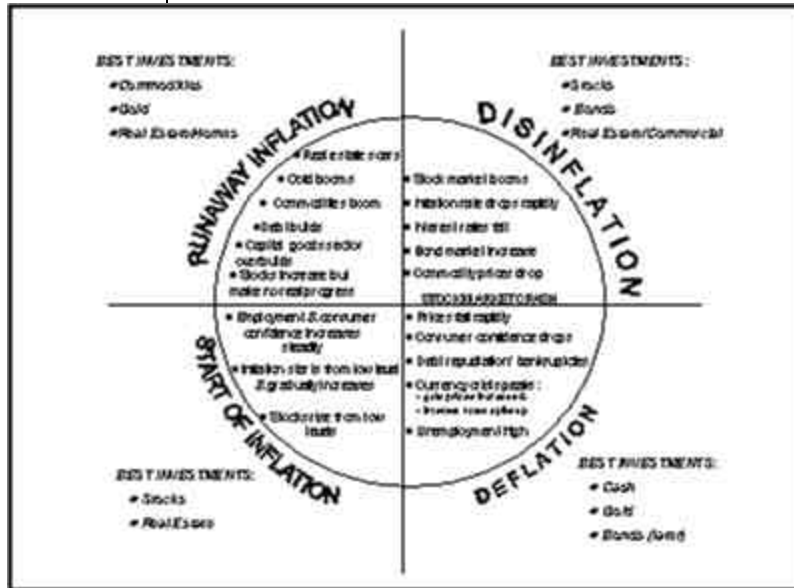 BEST INVESTMENTS:
• Commodities
• Gold
• Real Estate/Homes
RUNAWAY INFLATION
• Real estate soars
• Gold booms
• Commodities boom
• Debt builds
• Capital goods sector
overbuilds
• Stocks increase but
make no real progress
BEST INVESTMENTS:
• Stocks
• Bonds
• Real Estate/Commercial
DISINFLATION
• Stock market booms
• Inflation rate drops rapidly
• Interest rates fall
• Bond market increase
• Commodity prices drop
STOCK MARKET CRASH
START OF INFLATION
• Employment & consumer
confidence increases
steadily
• Inflation starts from low level
& gradually increases
• Stocks rise from low
levels
BEST INVESTMENTS:
• Stocks
• Real Estate
• Prices fall rapidly
• Consumer confidence drops
• Debt repudiation/ bankruptcies
• Currency crisis peaks :
• Unemployment High
DEFLATION
BEST INVESTMENTS:
• Cash
• Gold
• Bonds